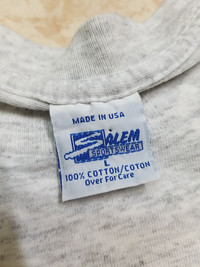 MADE IN USA
SALEM
SPORTSWEAR
L
100% COTTON/COTON
Over For Care